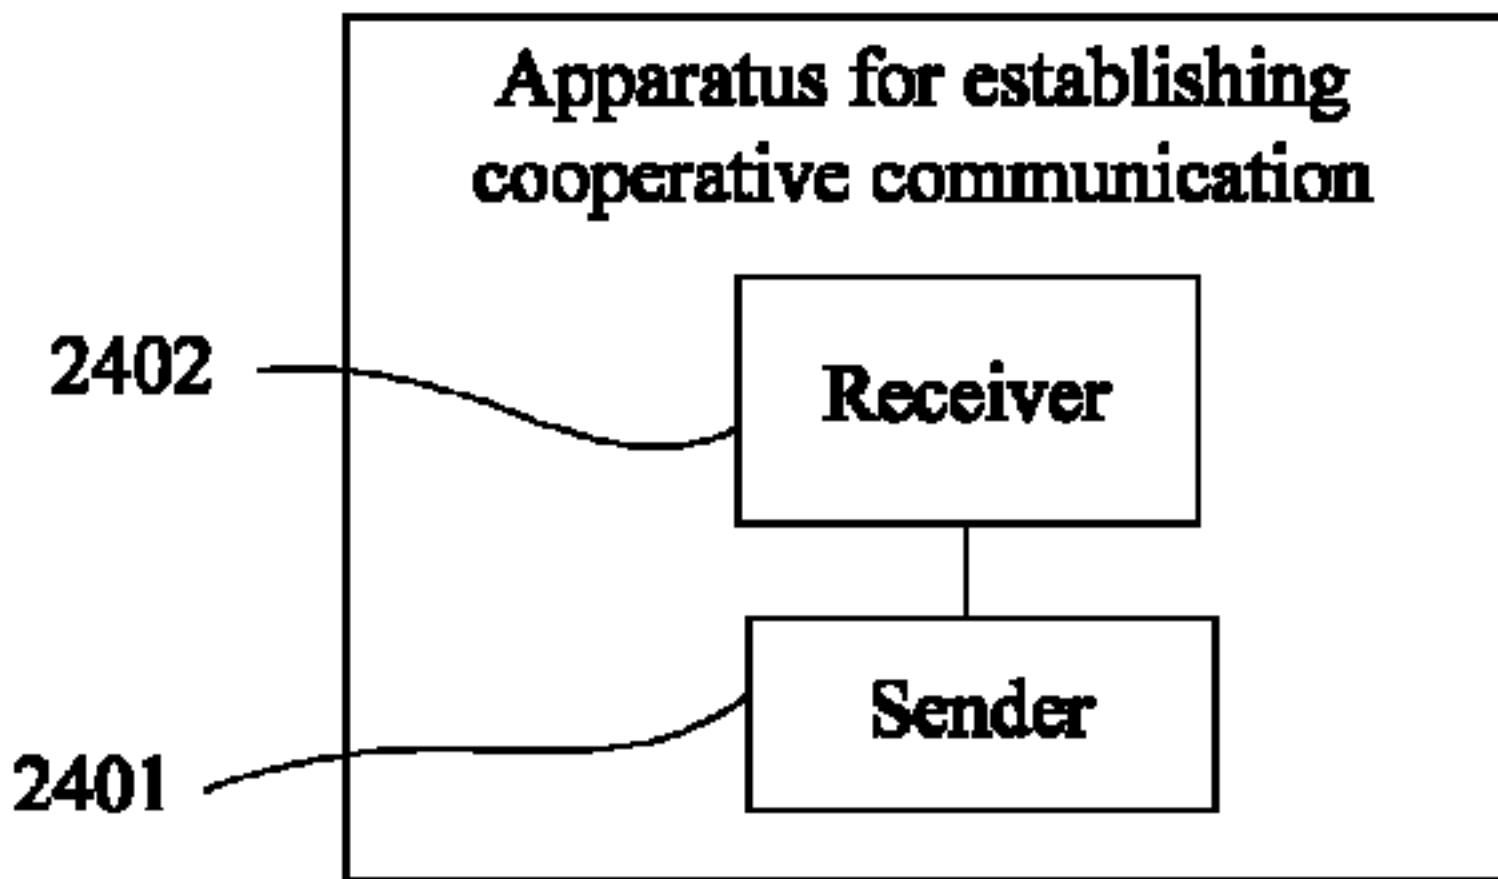 Apparatus for establishing
cooperative communication
2402
Receiver
Sender
2401